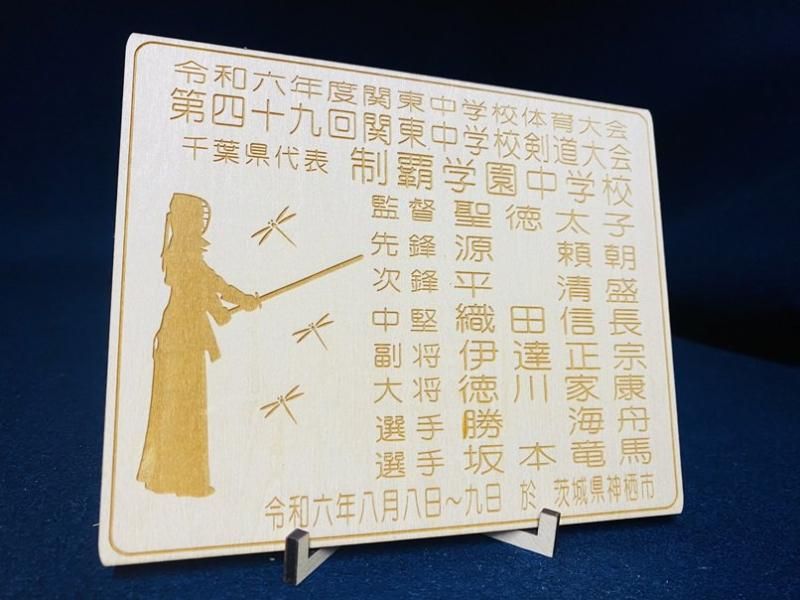 令和六年度関東中学校体育大会
第四十九回関東中学校剣道大会
千葉県代表 制覇学園中学校
監督 聖徳太子
先鋒 源頼朝
次鋒 平清盛
中堅 織田信長
副将 伊達正宗
大将 徳川家康
選手 勝海舟
選手 坂本竜馬
令和六年八月八日~九日 於 茨城県神栖市